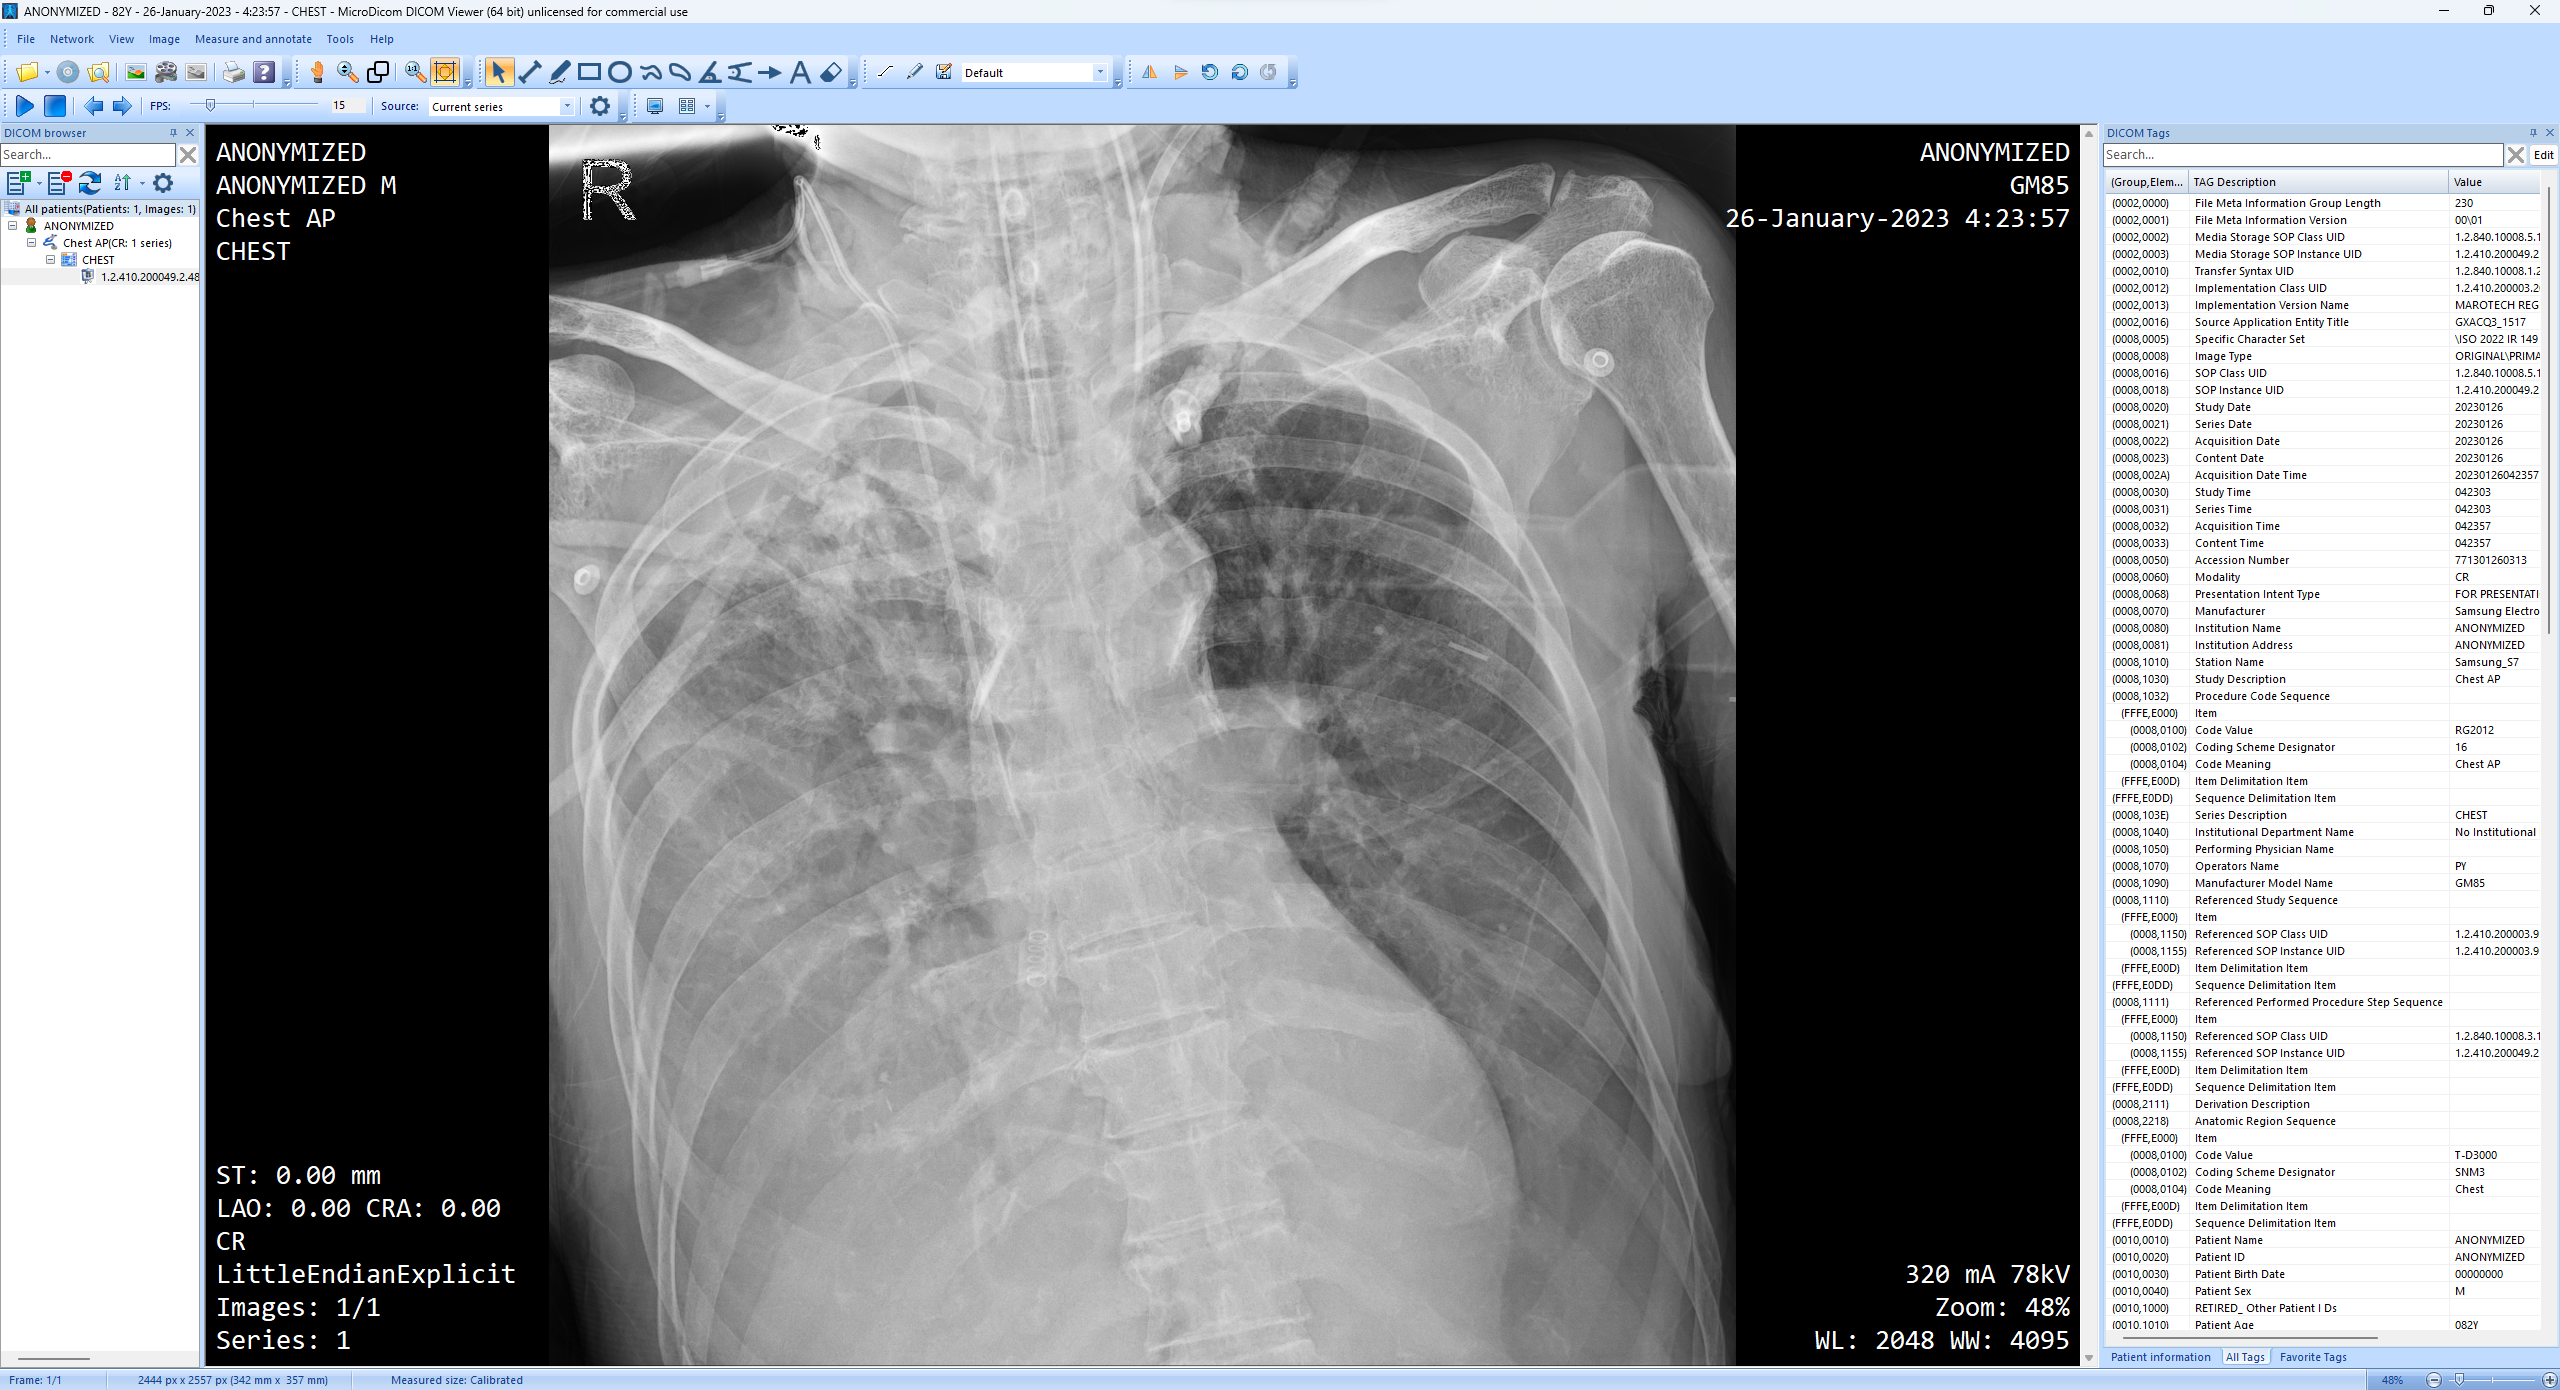 ANONYMIZED - 82Y - 26-January-2023 - 4:23:57 - CHEST - MicroDicom DICOM Viewer (64 bit) unlicensed for commercial use
File Network View Image Measure and annotate Tools Help
Default
FPS: 15 Source: Current series
DICOM browser
Search...
All patients(Patients: 1, Images: 1)
ANONYMIZED
Chest AP(CR: 1 series)
CHEST
1.2.410.200049.2.48
ANONYMIZED
ANONYMIZED M
Chest AP
CHEST
R
ANONYMIZED
GM85
26-January-2023 4:23:57
ST: 0.00 mm
LAO: 0.00 CRA: 0.00
CR
LittleEndianExplicit
Images: 1/1
Series: 1
320 mA 78kV
Zoom: 48%
WL: 2048 WW: 4095
DICOM Tags
Search... Edit
(Group,Elem... TAG Description Value
(0002,0000) File Meta Information Group Length 230
(0002,0001) File Meta Information Version 00\01
(0002,0002) Media Storage SOP Class UID 1.2.840.10008.5.1
(0002,0003) Media Storage SOP Instance UID 1.2.410.200049.2
(0002,0010) Transfer Syntax UID 1.2.840.10008.1.2
(0002,0012) Implementation Class UID 1.2.410.200003.2
(0002,0013) Implementation Version Name MAROTECH REG
(0002,0016) Source Application Entity Title GXACQ3_1517
(0008,0005) Specific Character Set \ISO 2022 IR 149
(0008,0008) Image Type ORIGINAL\PRIMA
(0008,0016) SOP Class UID 1.2.840.10008.5.1
(0008,0018) SOP Instance UID 1.2.410.200049.2
(0008,0020) Study Date 20230126
(0008,0021) Series Date 20230126
(0008,0022) Acquisition Date 20230126
(0008,0023) Content Date 20230126
(0008,002A) Acquisition Date Time 20230126042357
(0008,0030) Study Time 042303
(0008,0031) Series Time 042303
(0008,0032) Acquisition Time 042357
(0008,0033) Content Time 042357
(0008,0050) Accession Number 771301260313
(0008,0060) Modality CR
(0008,0068) Presentation Intent Type FOR PRESENTATI
(0008,0070) Manufacturer Samsung Electro
(0008,0080) Institution Name ANONYMIZED
(0008,0081) Institution Address ANONYMIZED
(0008,1010) Station Name Samsung_S7
(0008,1030) Study Description Chest AP
(0008,1032) Procedure Code Sequence
(FFFE,E000) Item
(0008,0100) Code Value RG2012
(0008,0102) Coding Scheme Designator 16
(0008,0104) Code Meaning Chest AP
(FFFE,E00D) Item Delimitation Item
(FFFE,E0DD) Sequence Delimitation Item
(0008,103E) Series Description CHEST
(0008,1040) Institutional Department Name No Institutional
(0008,1050) Performing Physician Name
(0008,1070) Operators Name PY
(0008,1090) Manufacturer Model Name GM85
(0008,1110) Referenced Study Sequence
(FFFE,E000) Item
(0008,1150) Referenced SOP Class UID 1.2.410.200003.9
(0008,1155) Referenced SOP Instance UID 1.2.410.200003.9
(FFFE,E00D) Item Delimitation Item
(FFFE,E0DD) Sequence Delimitation Item
(0008,1111) Referenced Performed Procedure Step Sequence
(FFFE,E000) Item
(0008,1150) Referenced SOP Class UID 1.2.840.10008.3.1
(0008,1155) Referenced SOP Instance UID 1.2.410.200049.2
(FFFE,E00D) Item Delimitation Item
(FFFE,E0DD) Sequence Delimitation Item
(0008,2111) Derivation Description
(0008,2218) Anatomic Region Sequence
(FFFE,E000) Item
(0008,0100) Code Value T-D3000
(0008,0102) Coding Scheme Designator SNM3
(0008,0104) Code Meaning Chest
(FFFE,E00D) Item Delimitation Item
(FFFE,E0DD) Sequence Delimitation Item
(0010,0010) Patient Name ANONYMIZED
(0010,0020) Patient ID ANONYMIZED
(0010,0030) Patient Birth Date 00000000
(0010,0040) Patient Sex M
(0010,1000) RETIRED_ Other Patient I Ds
(0010,1010) Patient Age 082Y
Patient information All Tags Favorite Tags
Frame: 1/1 2444 px x 2557 px (342 mm x 357 mm) Measured size: Calibrated 48%